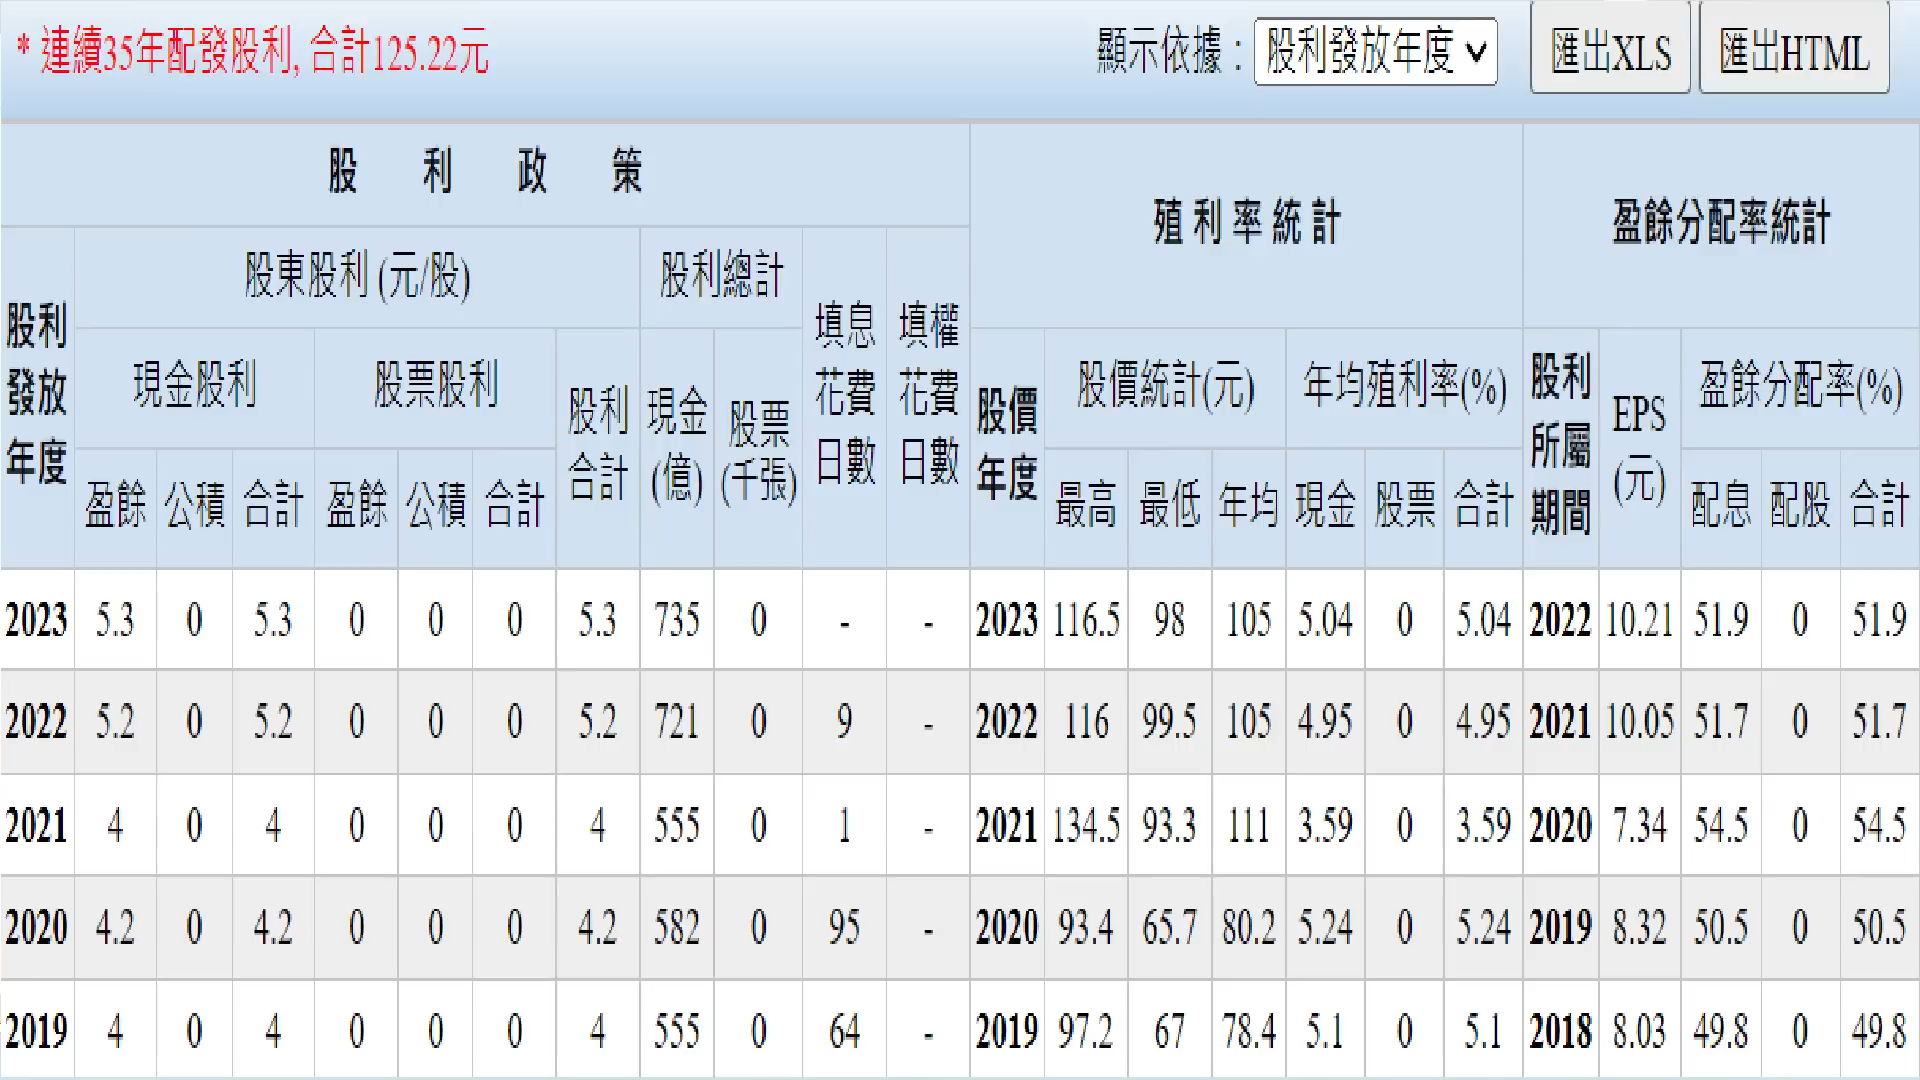 * 連續35年配發股利, 合計125.22元 顯示依據： 股利發放年度 匯出XLS 匯出HTML
股 利 政 策 殖 利 率 統 計 盈餘分配率統計
股利發放年度 股東股利 (元/股) 股利總計 填息花費日數 填權花費日數
現金股利 股票股利 股利合計 現金(億) 股票(千張) 股價年度 股價統計(元) 年均殖利率(%) 股利所屬期間 EPS(元) 盈餘分配率(%)
盈餘 公積 合計 盈餘 公積 合計 最高 最低 年均 現金 股票 合計 配息 配股 合計
2023 5.3 0 5.3 0 0 0 5.3 735 0 - - 2023 116.5 98 105 5.04 0 5.04 2022 10.21 51.9 0 51.9
2022 5.2 0 5.2 0 0 0 5.2 721 0 9 - 2022 116 99.5 105 4.95 0 4.95 2021 10.05 51.7 0 51.7
2021 4 0 4 0 0 0 4 555 0 1 - 2021 134.5 93.3 111 3.59 0 3.59 2020 7.34 54.5 0 54.5
2020 4.2 0 4.2 0 0 0 4.2 582 0 95 - 2020 93.4 65.7 80.2 5.24 0 5.24 2019 8.32 50.5 0 50.5
2019 4 0 4 0 0 0 4 555 0 64 - 2019 97.2 67 78.4 5.1 0 5.1 2018 8.03 49.8 0 49.8